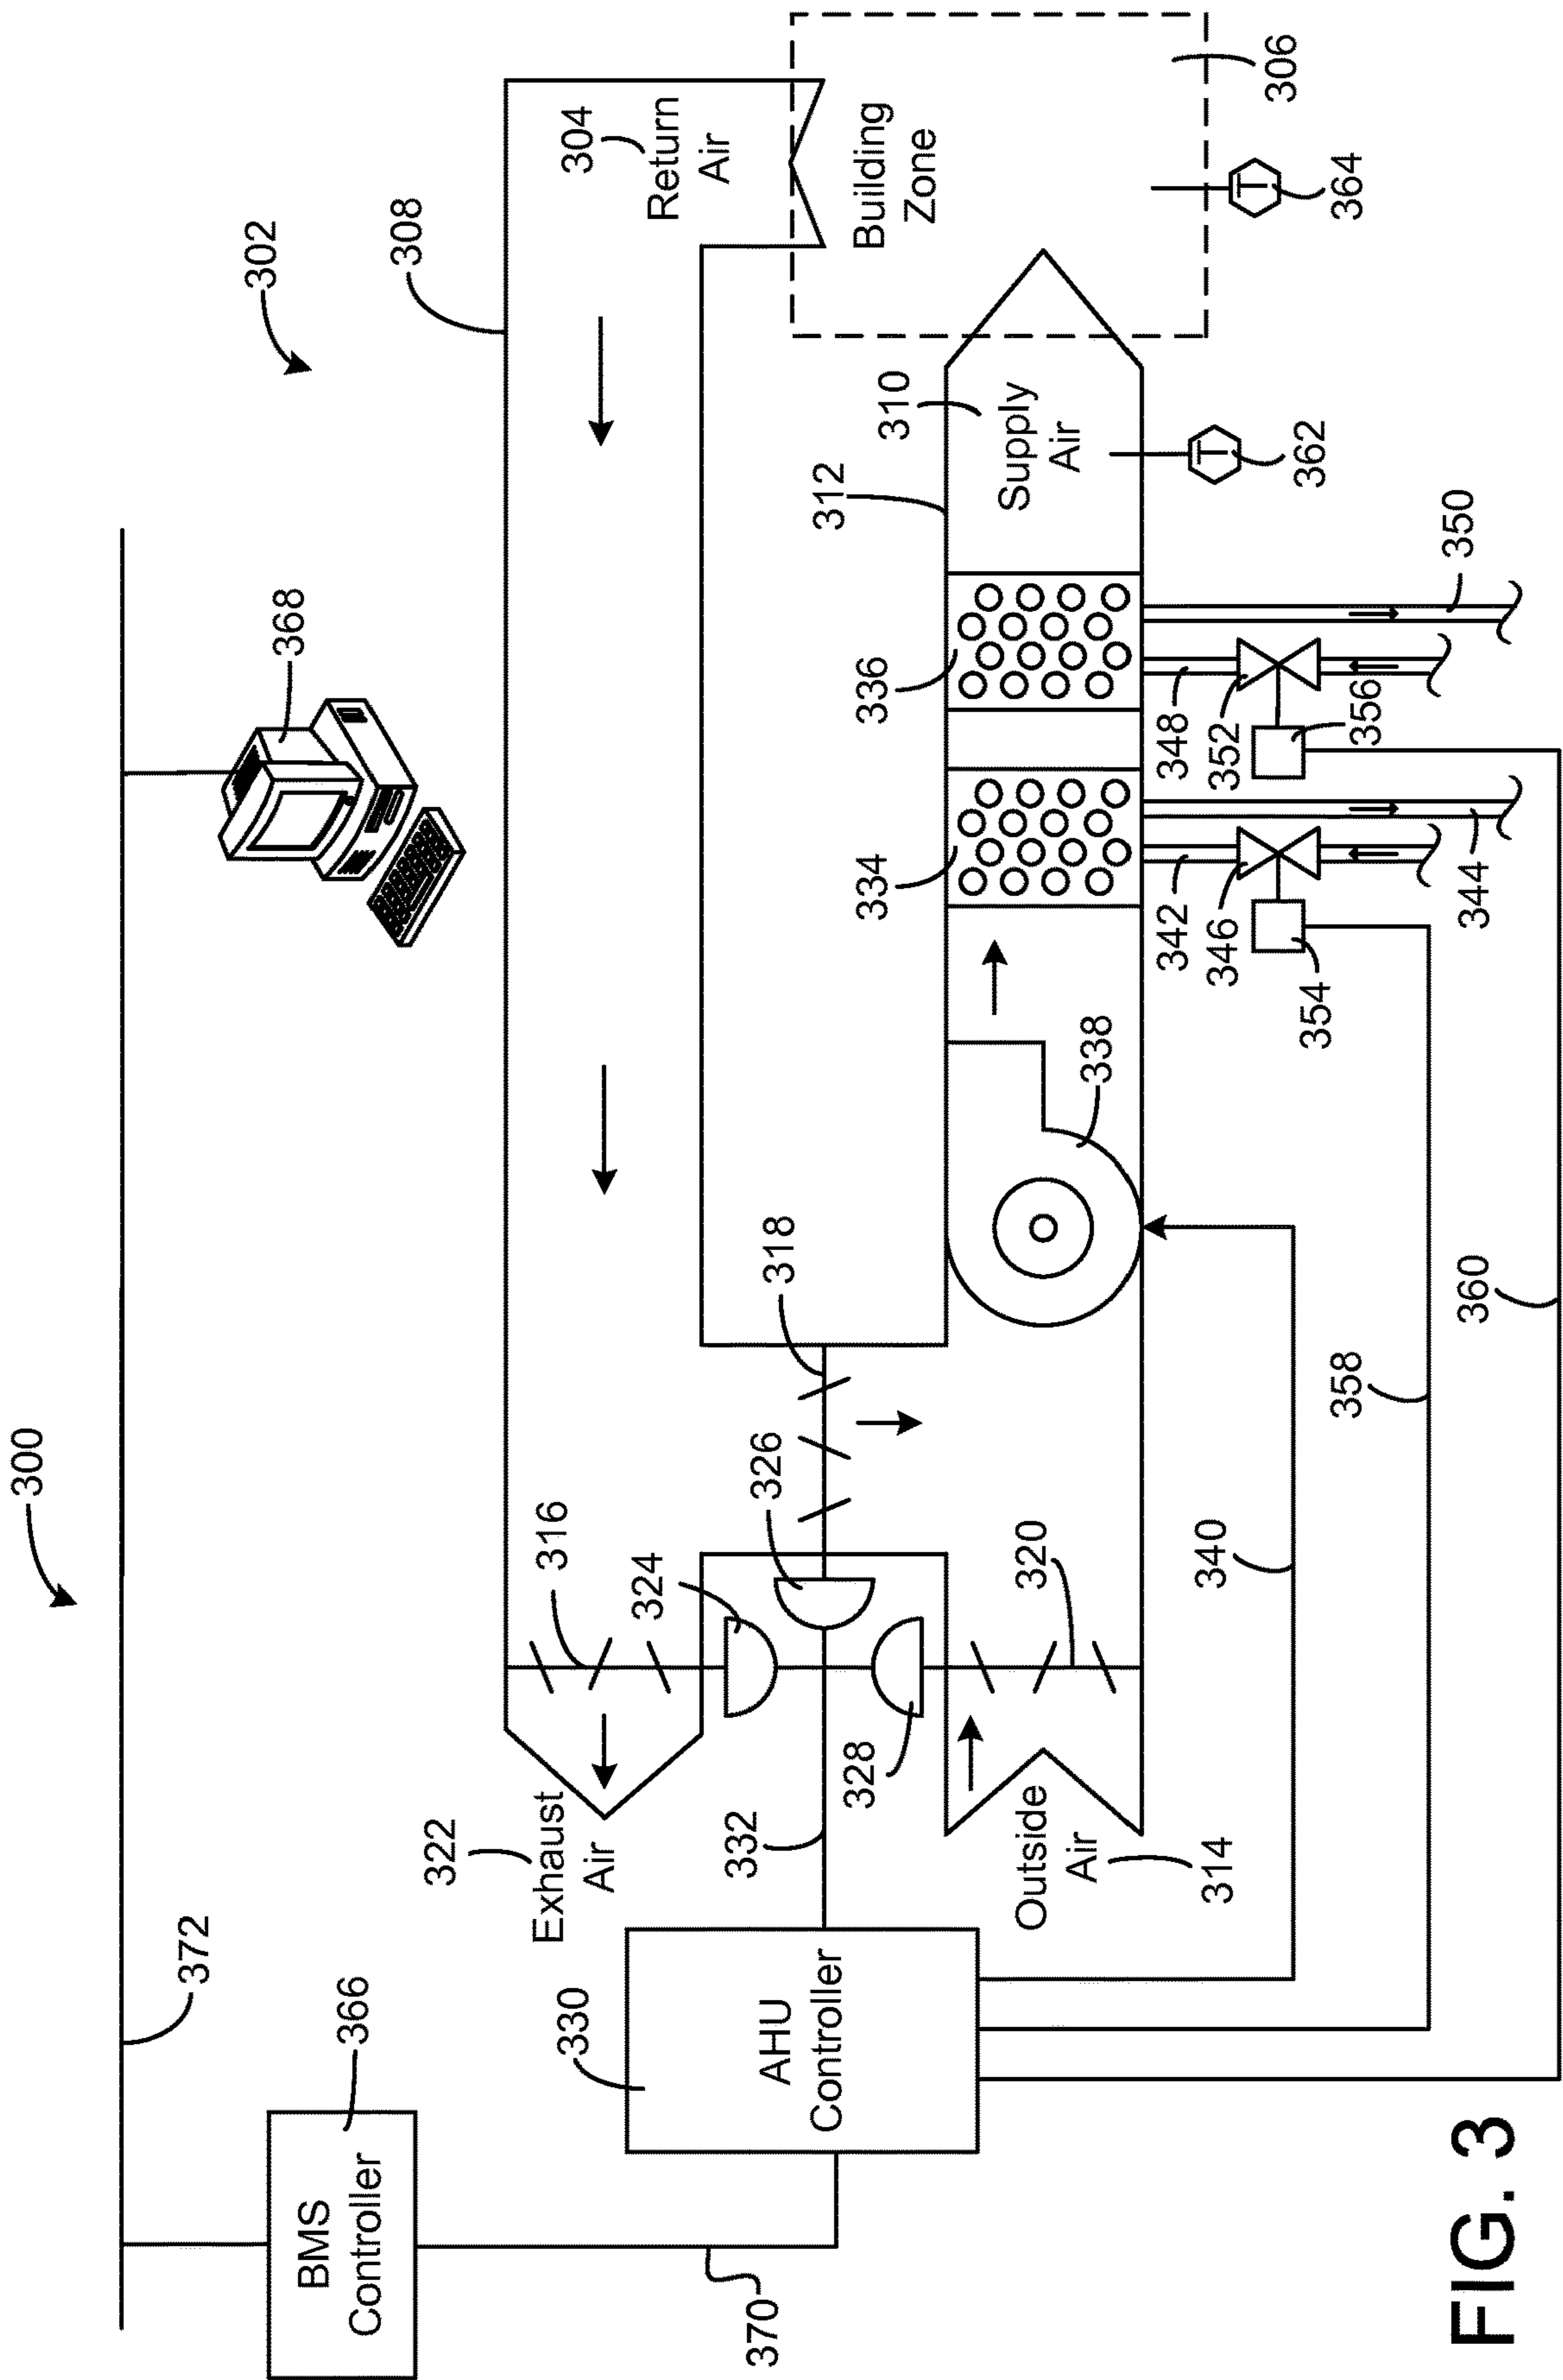 300
302
372
368
366
BMS
Controller
370
308
304
Return
Air
306
Building
Zone
364
T
322
Exhaust
Air
316
324
326
318
332
328
330
AHU
Controller
Outside
Air
314
320
338
334
336
312
310
Supply
Air
362
T
342
346
354
344
348
352
356
350
340
358
360
FIG. 3